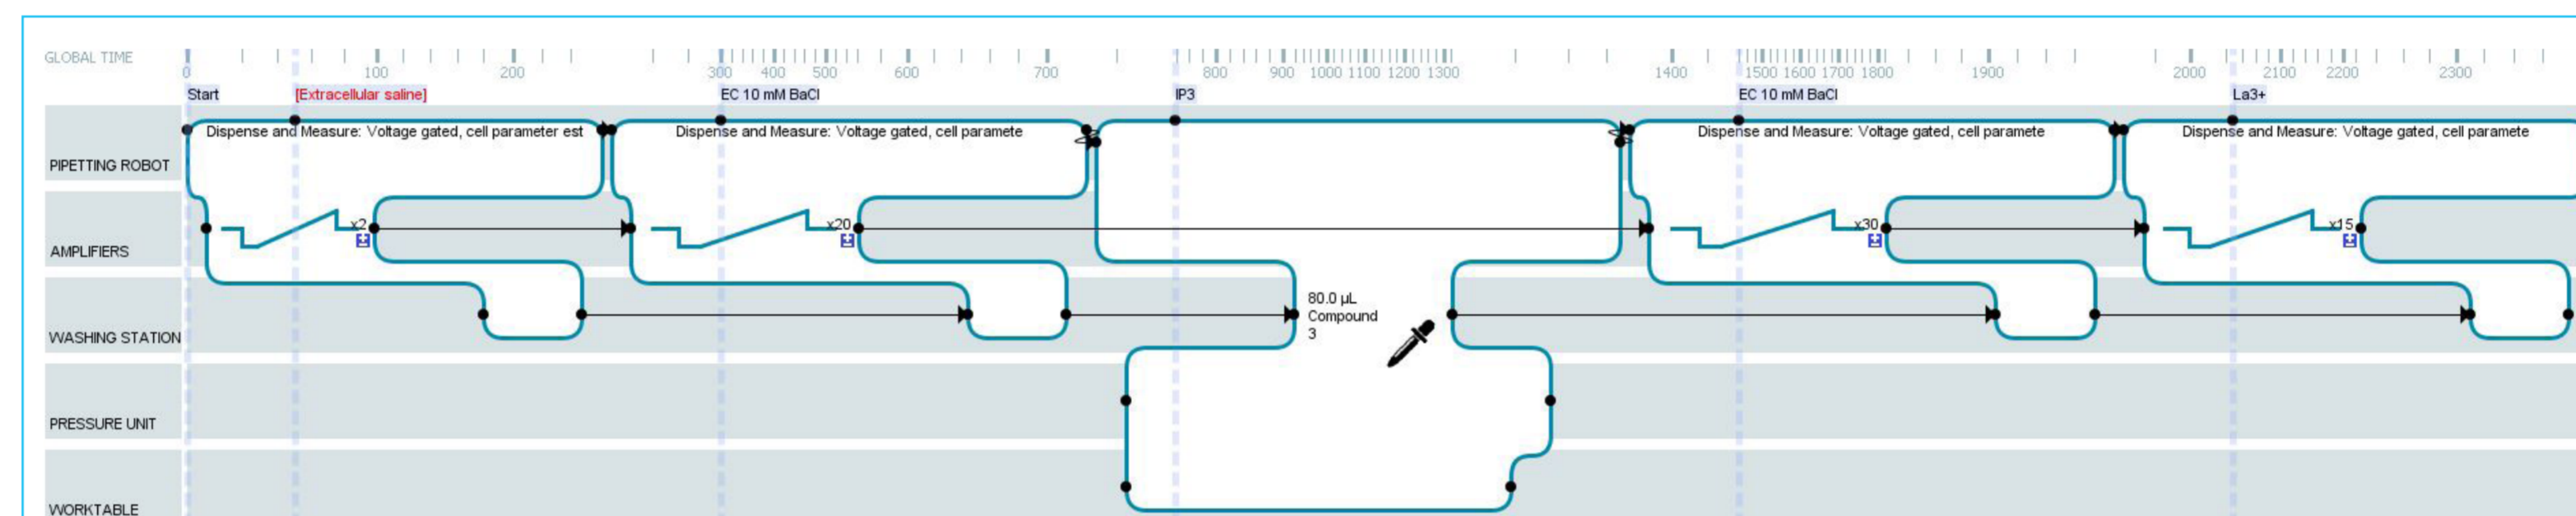 GLOBAL TIME
0 100 200 300 400 500 600 700 800 900 1000 1100 1200 1300 1400 1500 1600 1700 1800 1900 2000 2100 2200 2300
Start [Extracellular saline] EC 10 mM BaCl IP3 EC 10 mM BaCl La3+
Dispense and Measure: Voltage gated, cell parameter est Dispense and Measure: Voltage gated, cell paramete Dispense and Measure: Voltage gated, cell paramete Dispense and Measure: Voltage gated, cell paramete
PIPETTING ROBOT
x2 x20 x30 x15
AMPLIFIERS
80.0 µL
Compound
3
WASHING STATION
PRESSURE UNIT
WORKTABLE